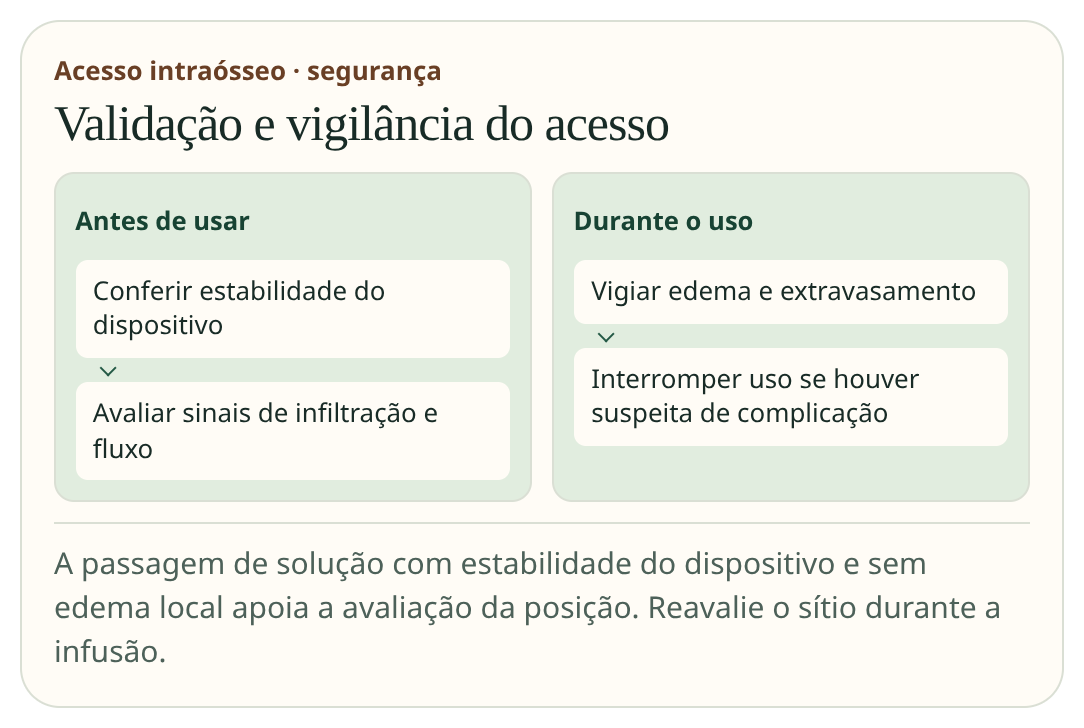 Acesso intraósseo · segurança
Validação e vigilância do acesso
Antes de usar
Conferir estabilidade do
dispositivo
Avaliar sinais de infiltração e
fluxo
Durante o uso
Vigiar edema e extravasamento
Interromper uso se houver
suspeita de complicação
A passagem de solução com estabilidade do dispositivo e sem
edema local apoia a avaliação da posição. Reavalie o sítio durante a
infusão.